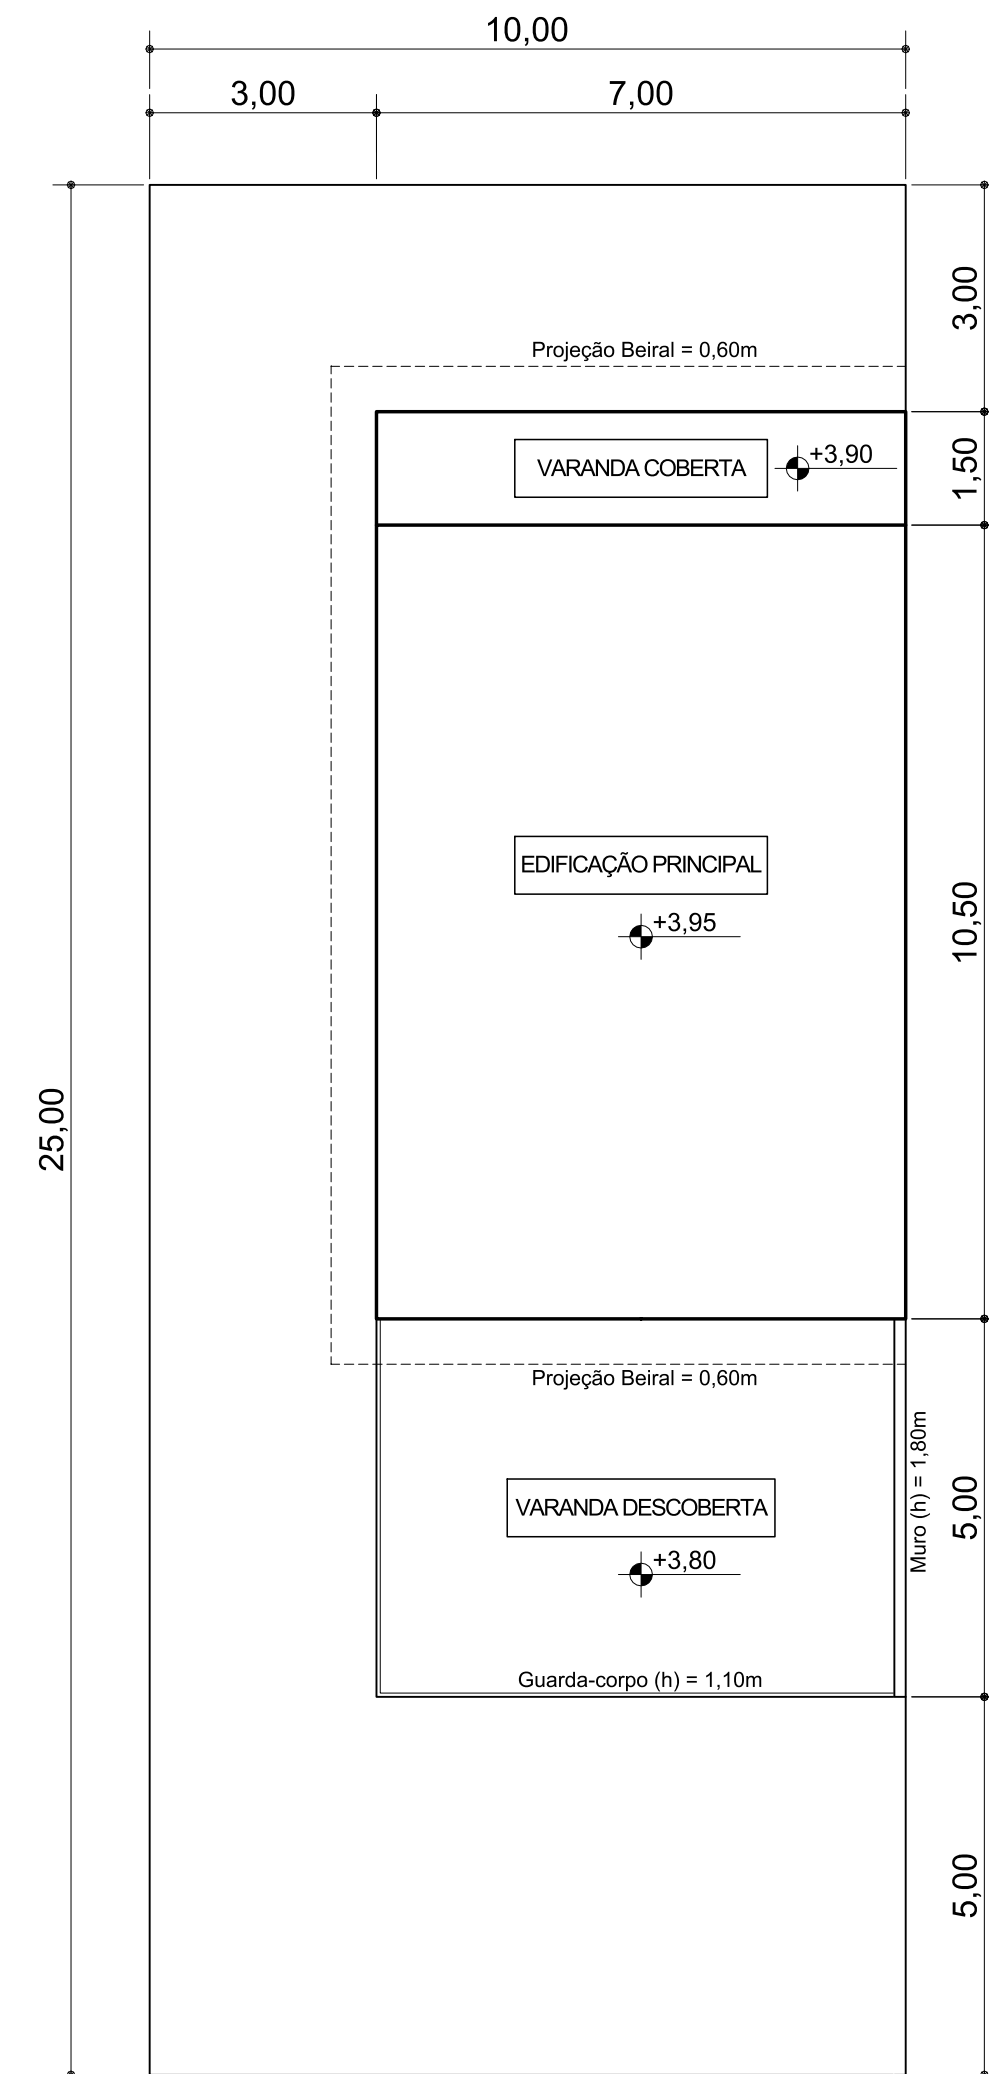 10,00
3,00
7,00
3,00
Projeção Beiral = 0,60m
VARANDA COBERTA
+3,90
1,50
EDIFICAÇÃO PRINCIPAL
+3,95
10,50
25,00
Projeção Beiral = 0,60m
Muro (h) = 1,80m
VARANDA DESCOBERTA
5,00
+3,80
Guarda-corpo (h) = 1,10m
5,00